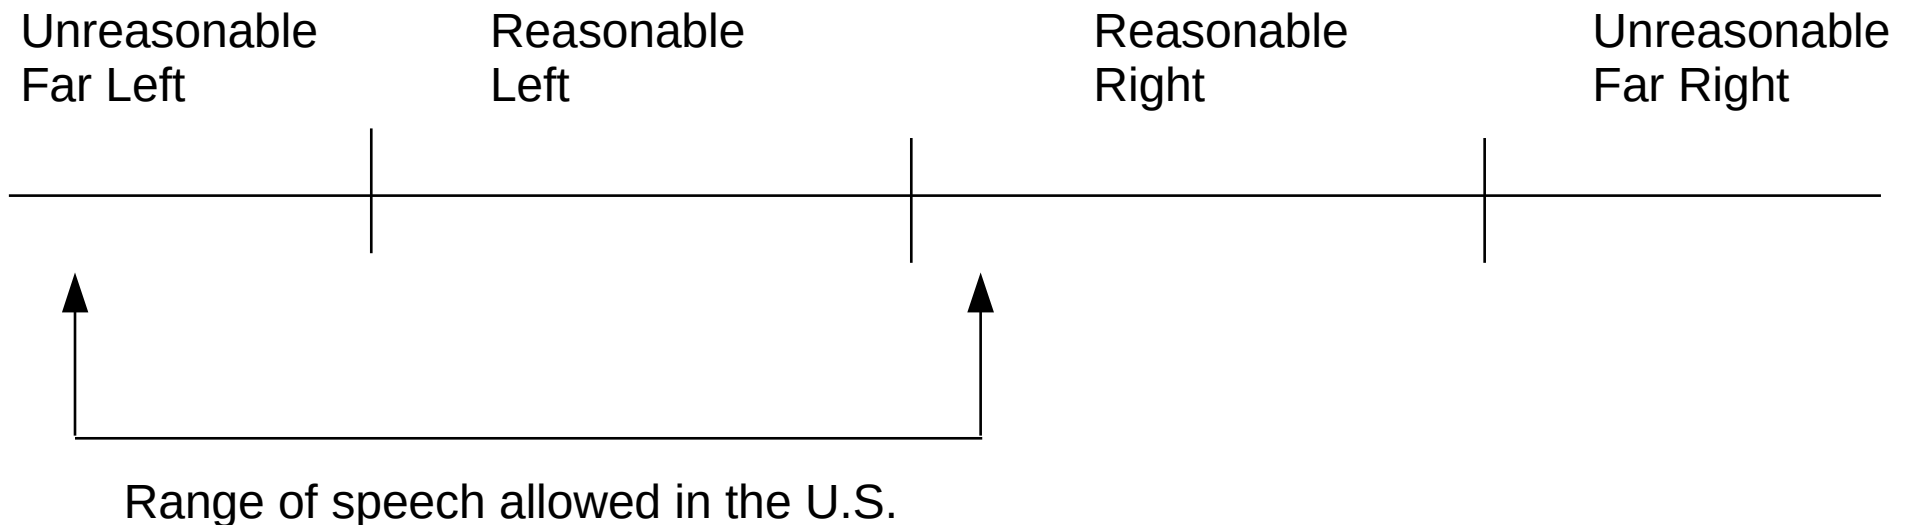 Unreasonable
Far Left
Reasonable
Left
Reasonable
Right
Unreasonable
Far Right
Range of speech allowed in the U.S.